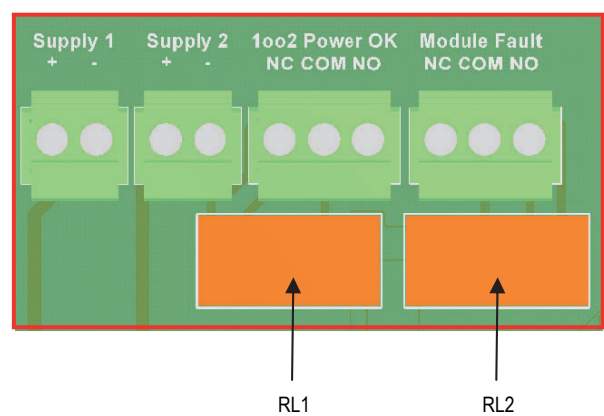 Supply 1 Supply 2 1oo2 Power OK Module Fault
+ - + - NC COM NO NC COM NO
RL1 RL2